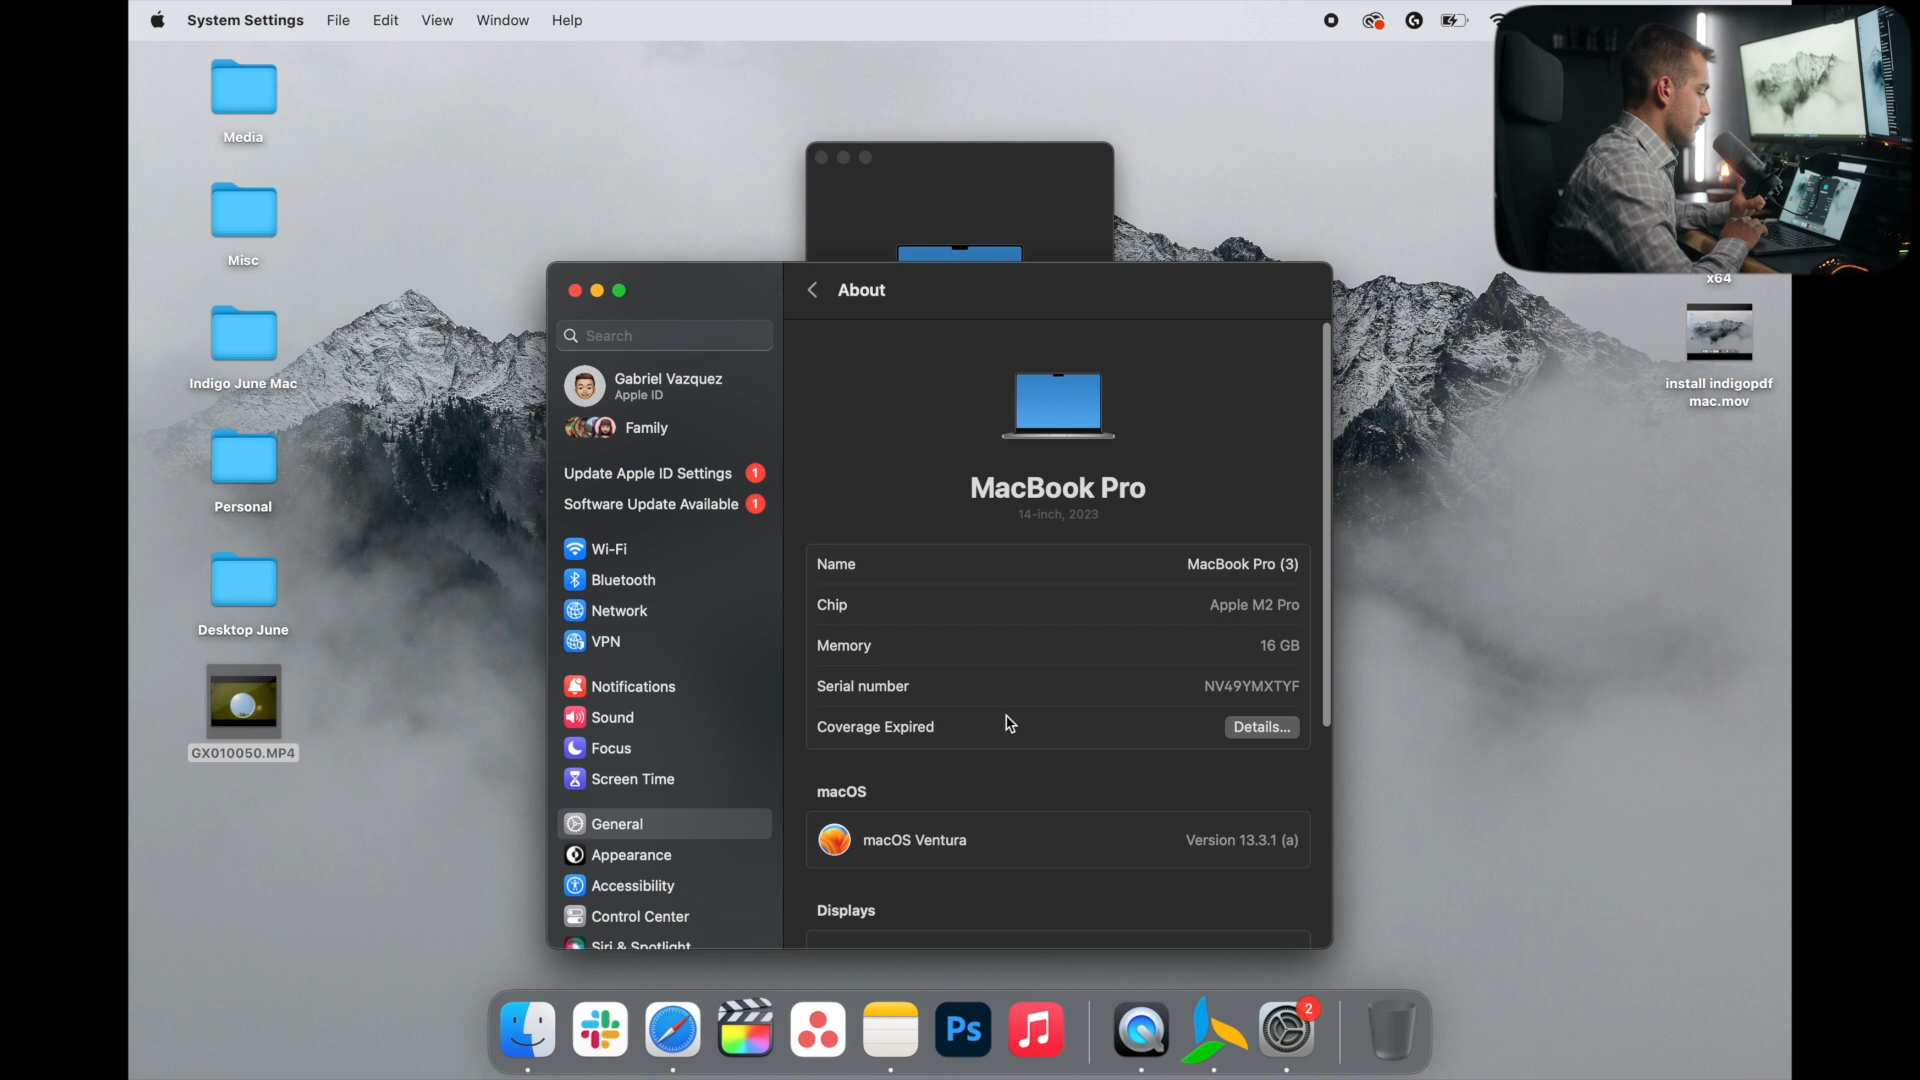 System Settings File Edit View Window Help
Media
Misc
Indigo June Mac
Personal
Desktop June
GX010050.MP4
x64
install indigopdf
mac.mov
Search
Gabriel Vazquez
Apple ID
Family
Update Apple ID Settings 1
Software Update Available 1
Wi-Fi
Bluetooth
Network
VPN
Notifications
Sound
Focus
Screen Time
General
Appearance
Accessibility
Control Center
Siri & Spotlight
About
MacBook Pro
14-inch, 2023
Name MacBook Pro (3)
Chip Apple M2 Pro
Memory 16 GB
Serial number NV49YMXTYF
Coverage Expired Details...
macOS
macOS Ventura Version 13.3.1 (a)
Displays
Ps
2